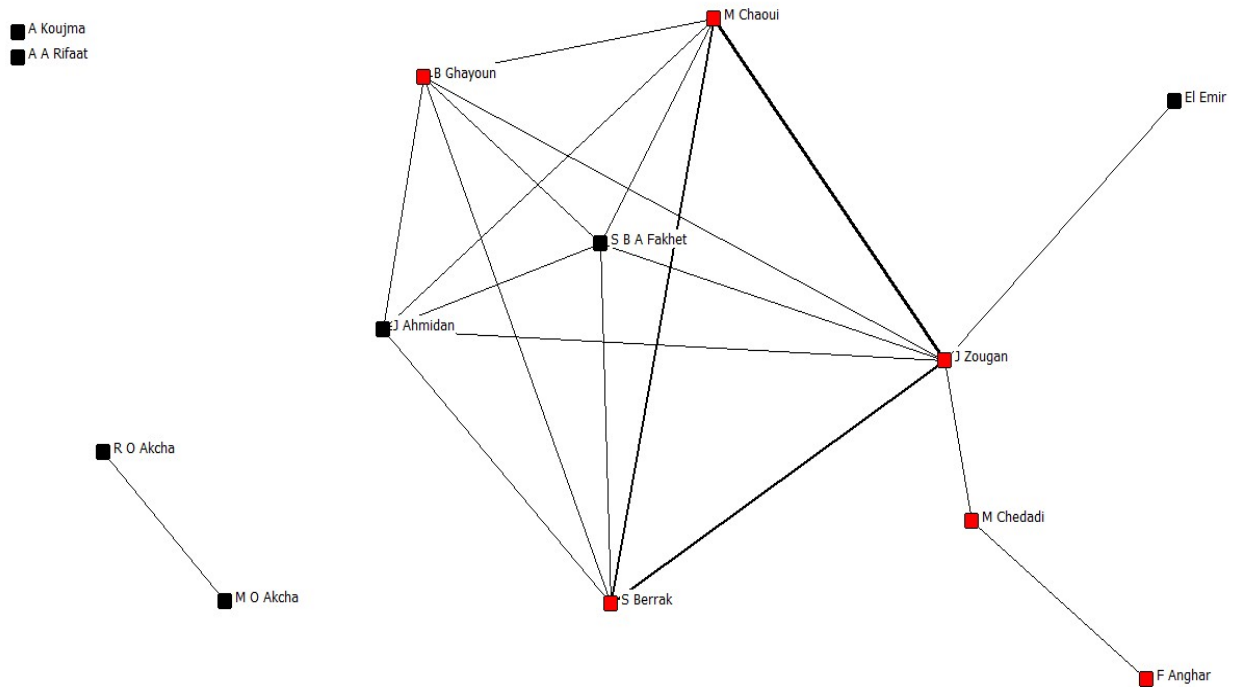 A Koujma
A A Rifaat
M Chaoui
B Ghayoun
El Emir
S B A Fakhet
J Ahmidan
J Zougan
R O Akcha
M Chedadi
M O Akcha
S Berrak
F Anghar